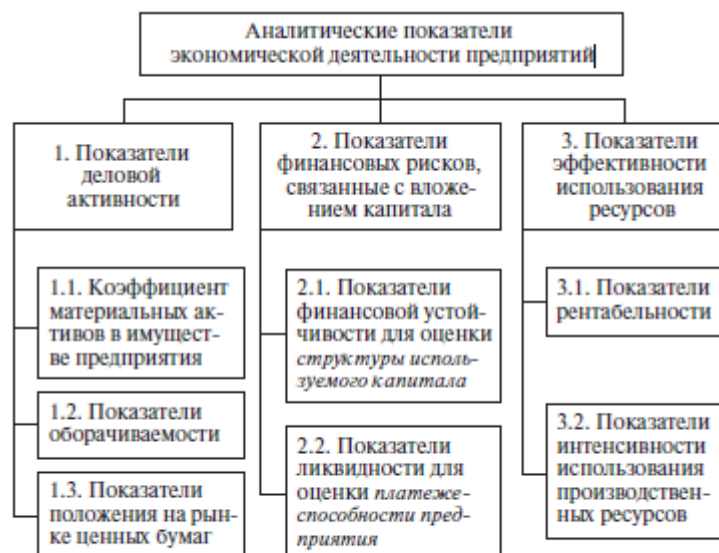 Аналитические показатели
экономической деятельности предприятий
1. Показатели
деловой
активности
2. Показатели
финансовых рисков,
связанные с вложе-
нием капитала
3. Показатели
эффективности
использования
ресурсов
1.1. Коэффициент
материальных ак-
тивов в имущест-
ве предприятия
1.2. Показатели
оборачиваемости
1.3. Показатели
положения на рын-
ке ценных бумаг
2.1. Показатели
финансовой устой-
чивости для оценки
структуры исполь-
зуемого капитала
2.2. Показатели
ликвидности для
оценки платеже-
способности пред-
приятия
3.1. Показатели
рентабельности
3.2. Показатели
интенсивности
использования
производствен-
ных ресурсов